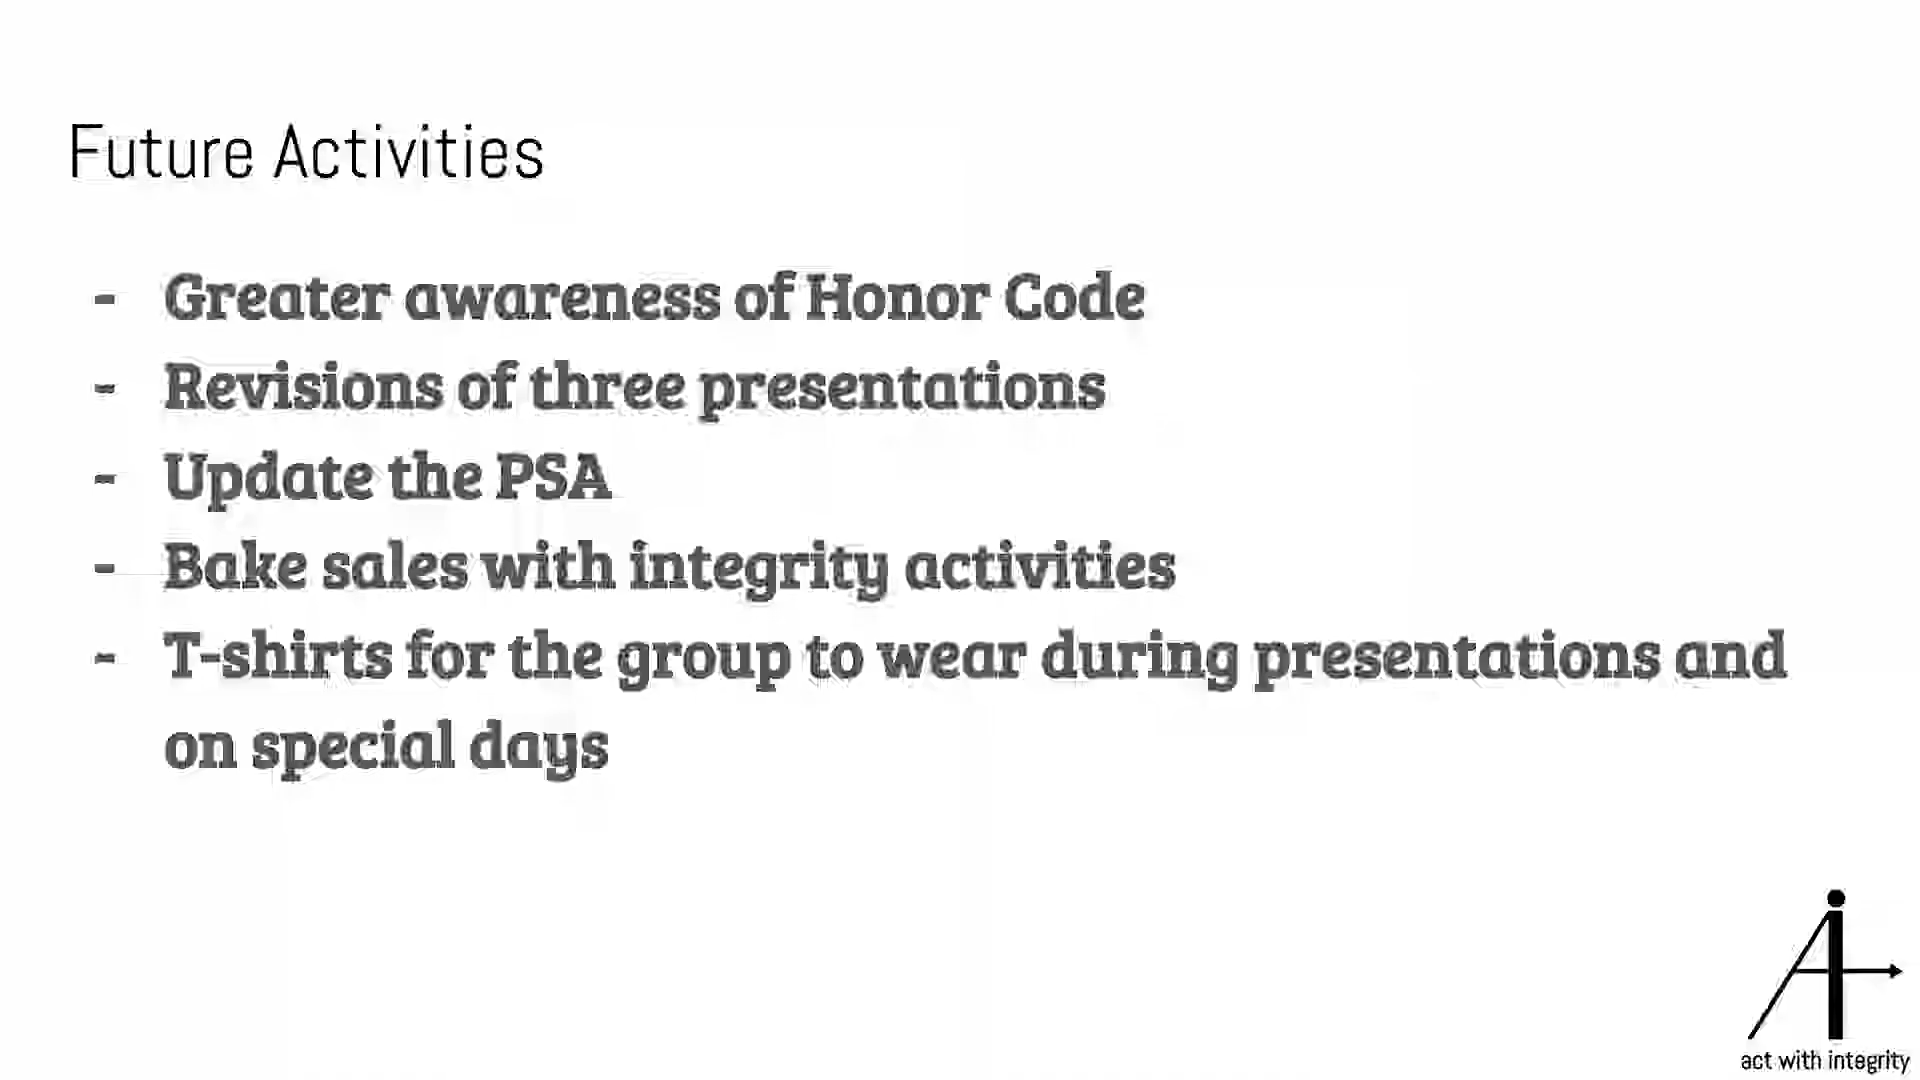 Future Activities
- Greater awareness of Honor Code
- Revisions of three presentations
- Update the PSA
- Bake sales with integrity activities
- T-shirts for the group to wear during presentations and
on special days
act with integrity